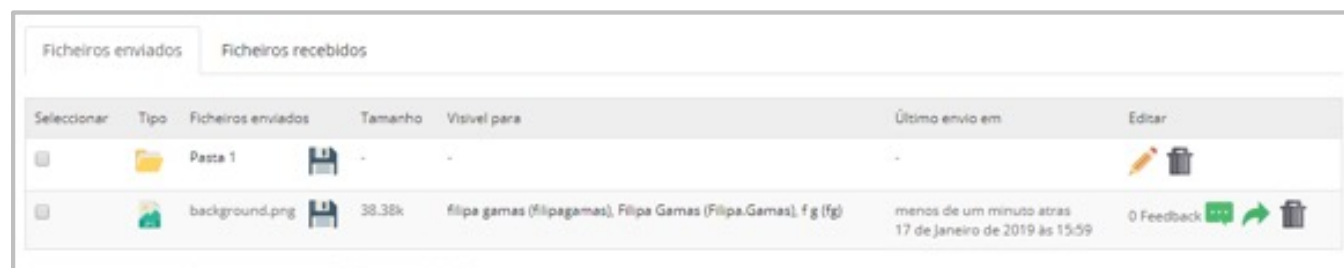 Ficheiros enviados Ficheiros recebidos
Seleccionar Tipo Ficheiros enviados Tamanho Visivel para Último envio em Editar
Pasta 1 - - -
background.png 38.38k filipa gamas (filipagamas), Filipa Gamas (Filipa.Gamas), f g (fg) menos de um minuto atras 0 Feedback
17 de Janeiro de 2019 às 15:59